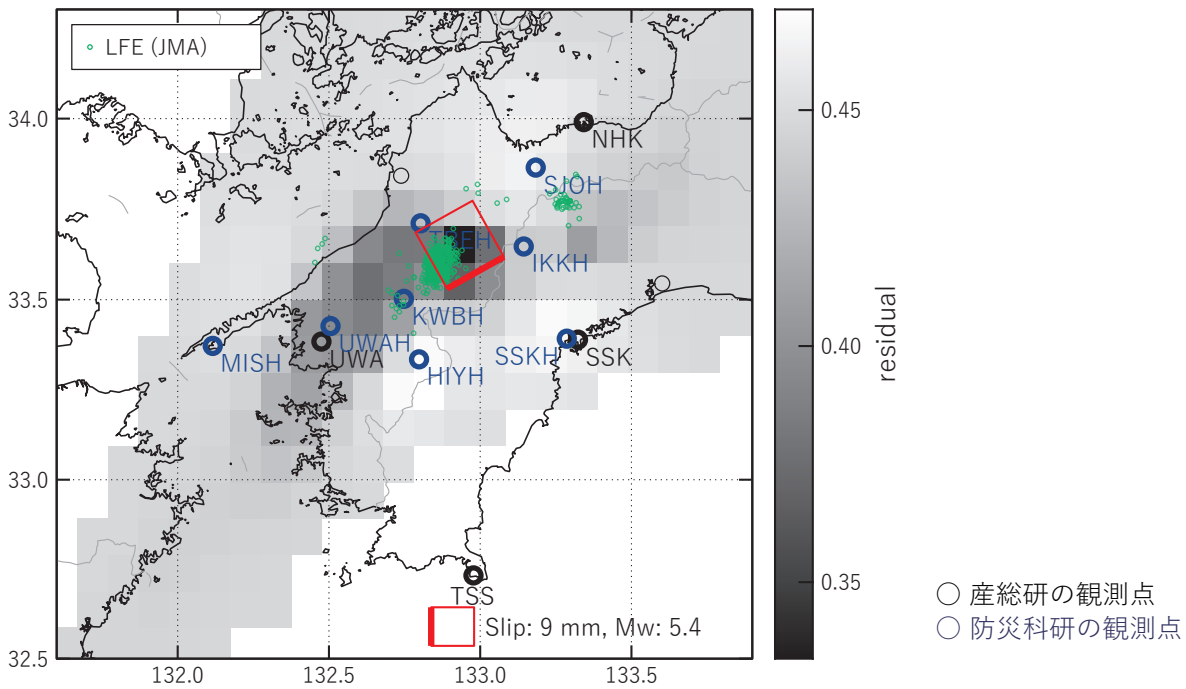 LFE (JMA)
34.0
33.5
33.0
32.5
132.0
132.5
133.0
133.5
NHK
SJOH
IKKH
KWBH
UWAH
UWA
MISH
HIYH
SSKH
SSK
TSS
Slip: 9 mm, Mw: 5.4
0.45
0.40
0.35
residual
産総研の観測点
防災科研の観測点